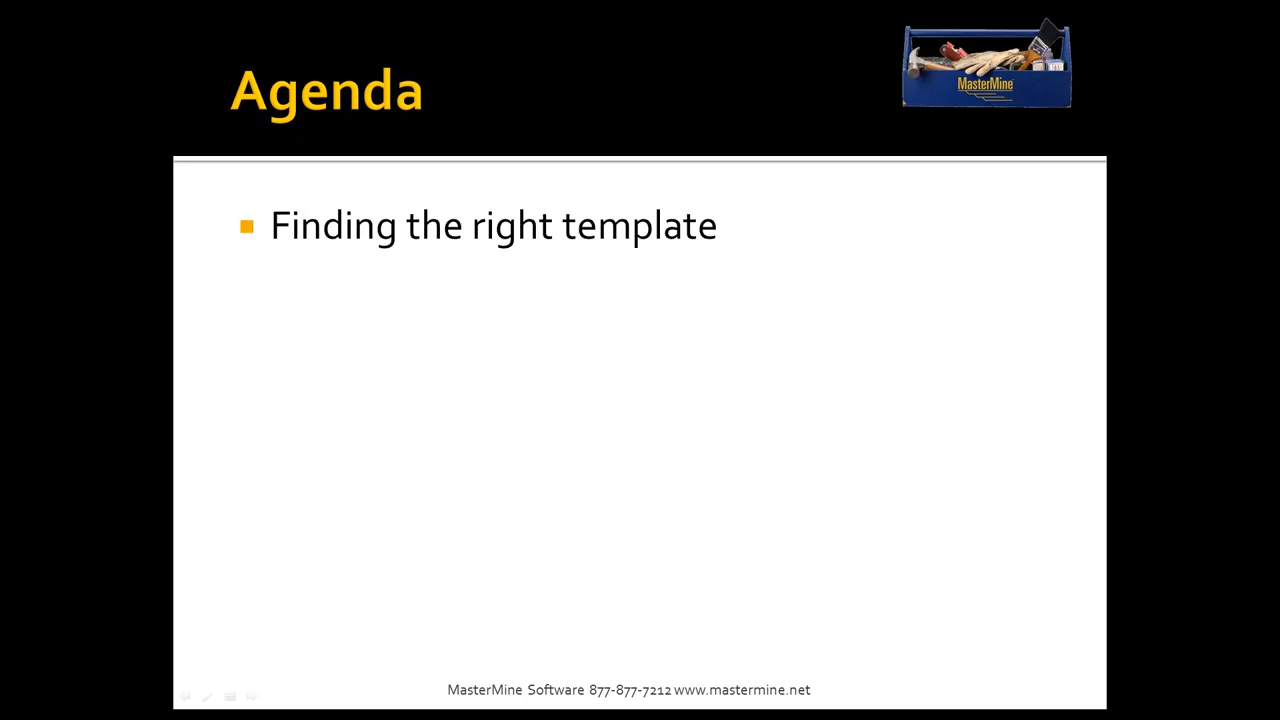 Agenda
MasterMine
Finding the right template
MasterMine Software 877-877-7212 www.mastermine.net